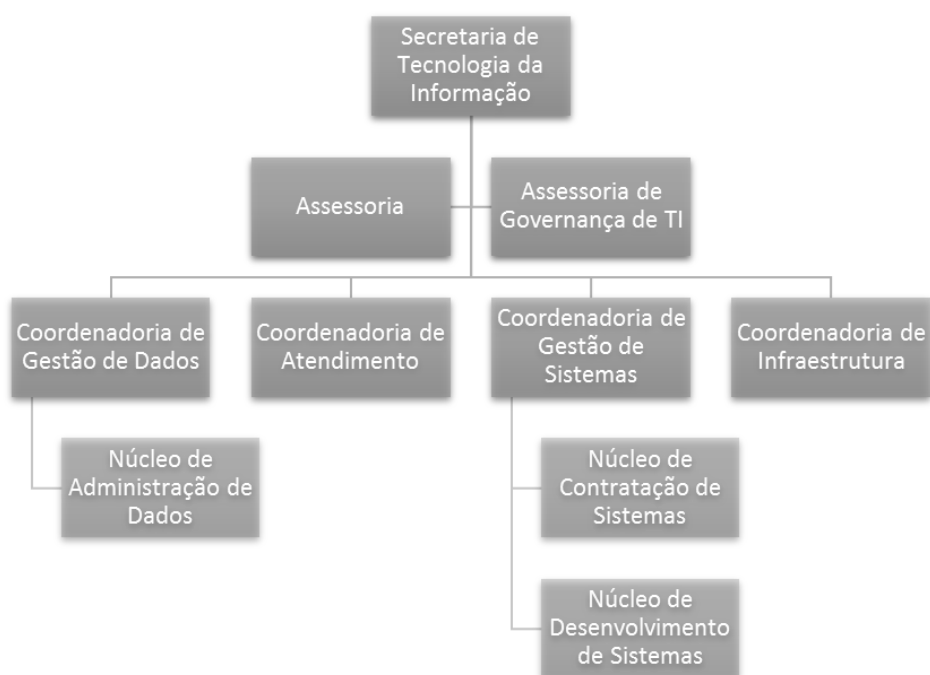 Secretaria de
Tecnologia da
Informação
Assessoria
Assessoria de
Governança de TI
Coordenadoria de
Gestão de Dados
Coordenadoria de
Atendimento
Coordenadoria de
Gestão de
Sistemas
Coordenadoria de
Infraestrutura
Núcleo de
Administração de
Dados
Núcleo de
Contratação de
Sistemas
Núcleo de
Desenvolvimento
de Sistemas